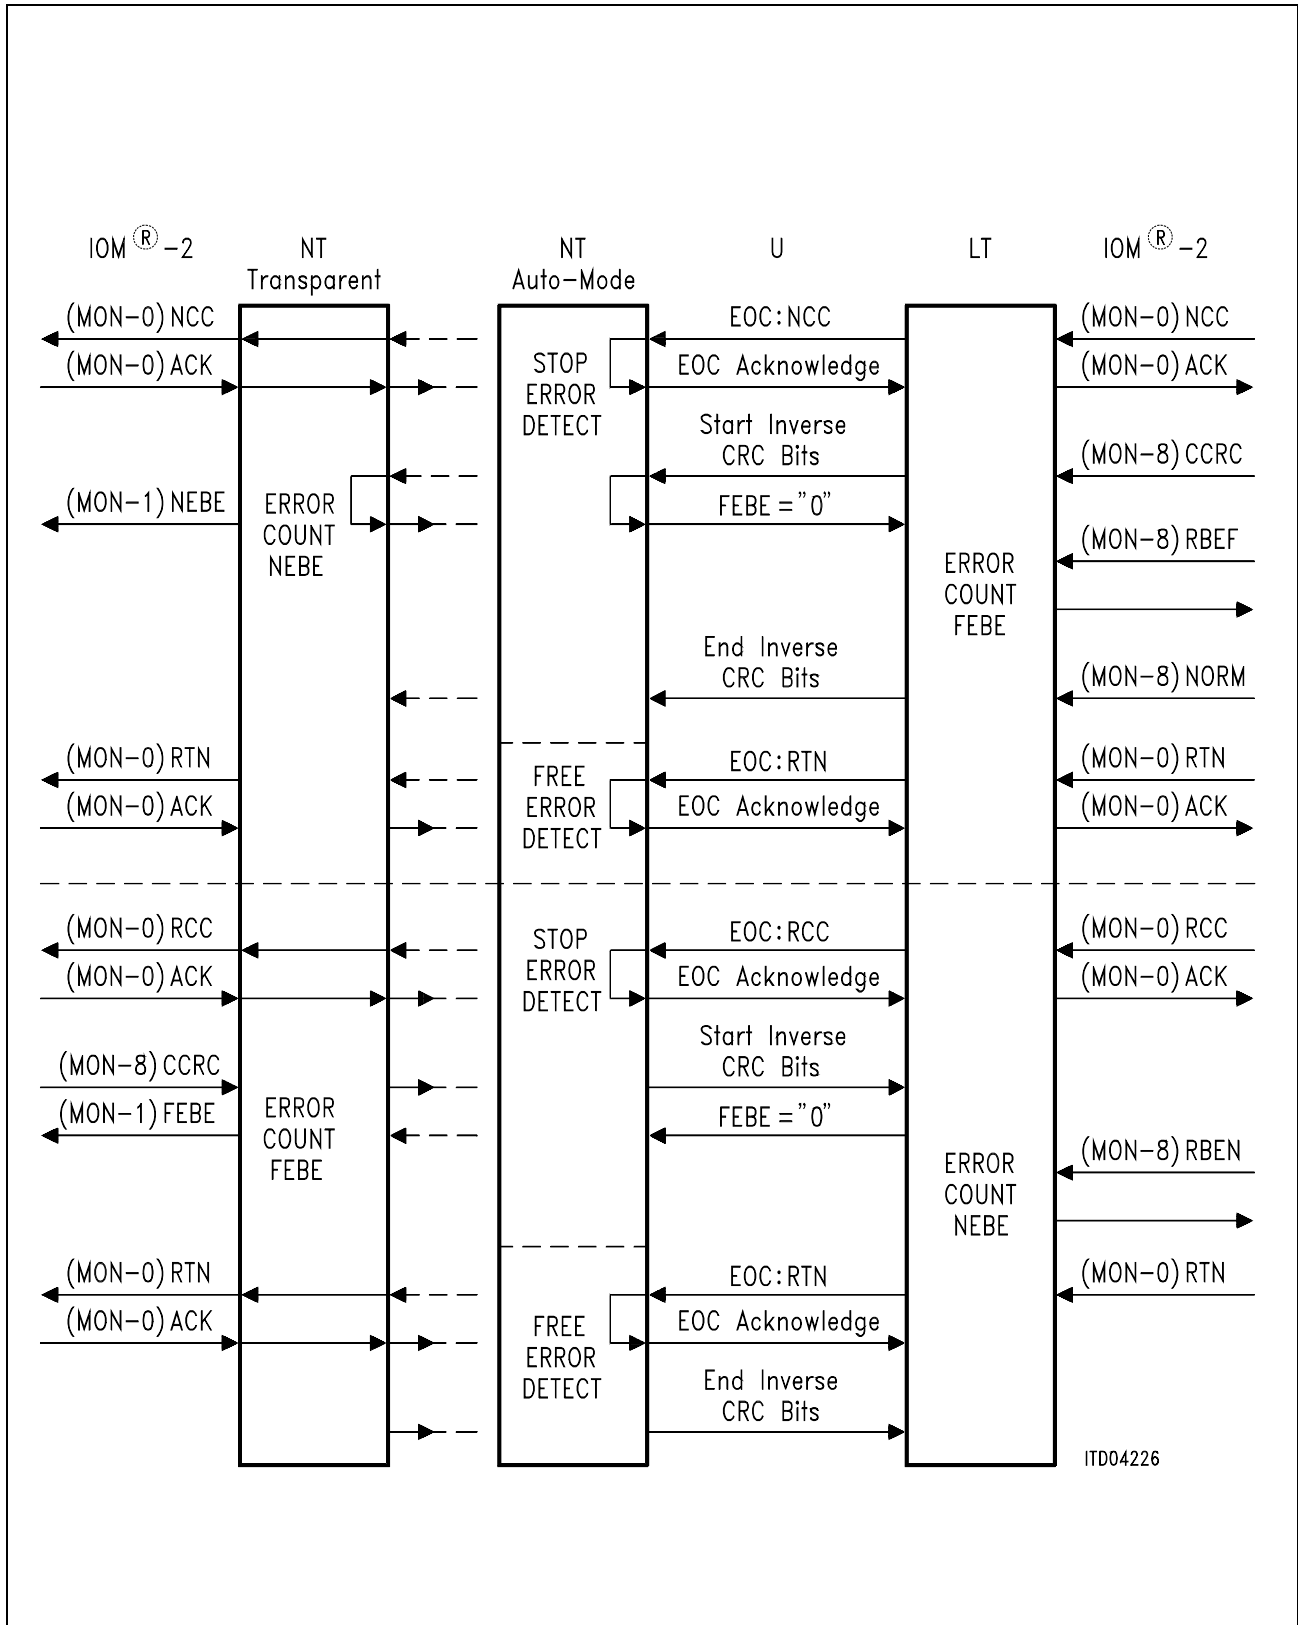 IOM®-2 NT NT U LT IOM®-2
Transparent Auto-Mode
(MON-0) NCC EOC:NCC (MON-0) NCC
(MON-0) ACK STOP EOC Acknowledge (MON-0) ACK
ERROR
DETECT Start Inverse
CRC Bits (MON-8) CCRC
(MON-1) NEBE ERROR FEBE = "0"
COUNT (MON-8) RBEF
NEBE ERROR
COUNT
FEBE
End Inverse
CRC Bits (MON-8) NORM
(MON-0) RTN FREE EOC:RTN (MON-0) RTN
(MON-0) ACK ERROR EOC Acknowledge (MON-0) ACK
DETECT
(MON-0) RCC STOP EOC:RCC (MON-0) RCC
(MON-0) ACK ERROR EOC Acknowledge (MON-0) ACK
DETECT
Start Inverse
(MON-8) CCRC CRC Bits
(MON-1) FEBE ERROR FEBE = "0"
COUNT (MON-8) RBEN
FEBE ERROR
COUNT
NEBE
(MON-0) RTN EOC:RTN (MON-0) RTN
(MON-0) ACK FREE EOC Acknowledge
ERROR
DETECT End Inverse
CRC Bits
ITD04226